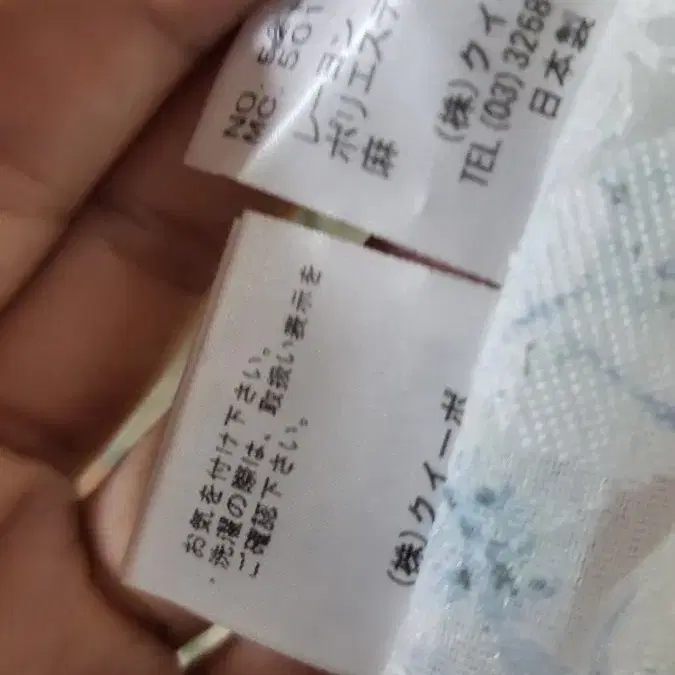 NO.
MC. 501
レーヨン
ポリエステ
麻
(株)クイ
TEL (03) 3268
日本製
お気を付け下さい。
・洗濯の際は、取扱い表示を
ご確認下さい。
(株)クイーポ